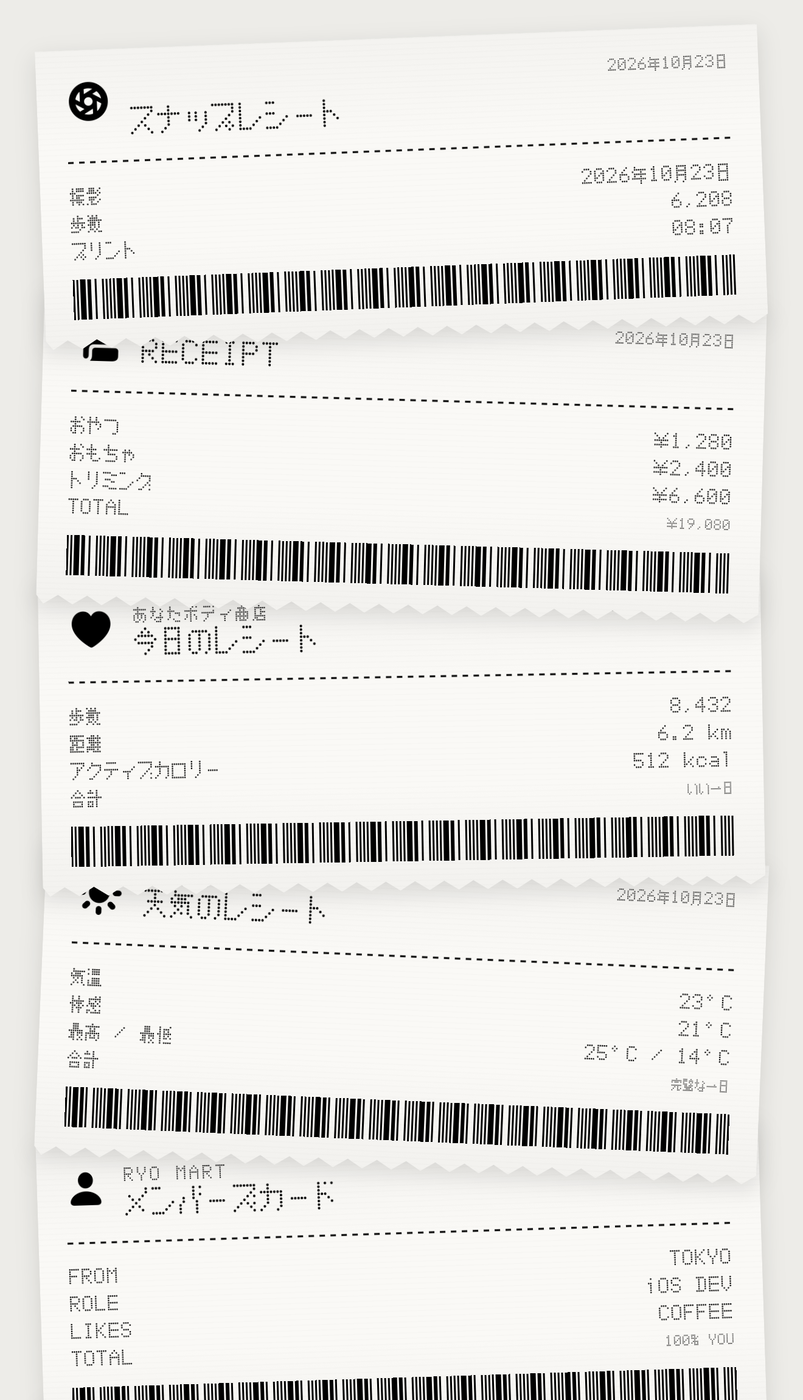 2026年10月23日
スナップレシート
撮影 2026年10月23日
歩数 6,208
プリント 08:07
RECEIPT 2026年10月23日
おやつ ¥1,280
おもちゃ ¥2,400
トリミング ¥6,600
TOTAL ¥19,080
あなたボディ商店
今日のレシート
歩数 8,432
距離 6.2 km
アクティブカロリー 512 kcal
合計 いい一日
天気のレシート 2026年10月23日
気温 23°C
体感 21°C
最高 / 最低 25°C / 14°C
合計 完璧な一日
RYO MART
メンバーズカード
FROM TOKYO
ROLE iOS DEV
LIKES COFFEE
TOTAL 100% YOU